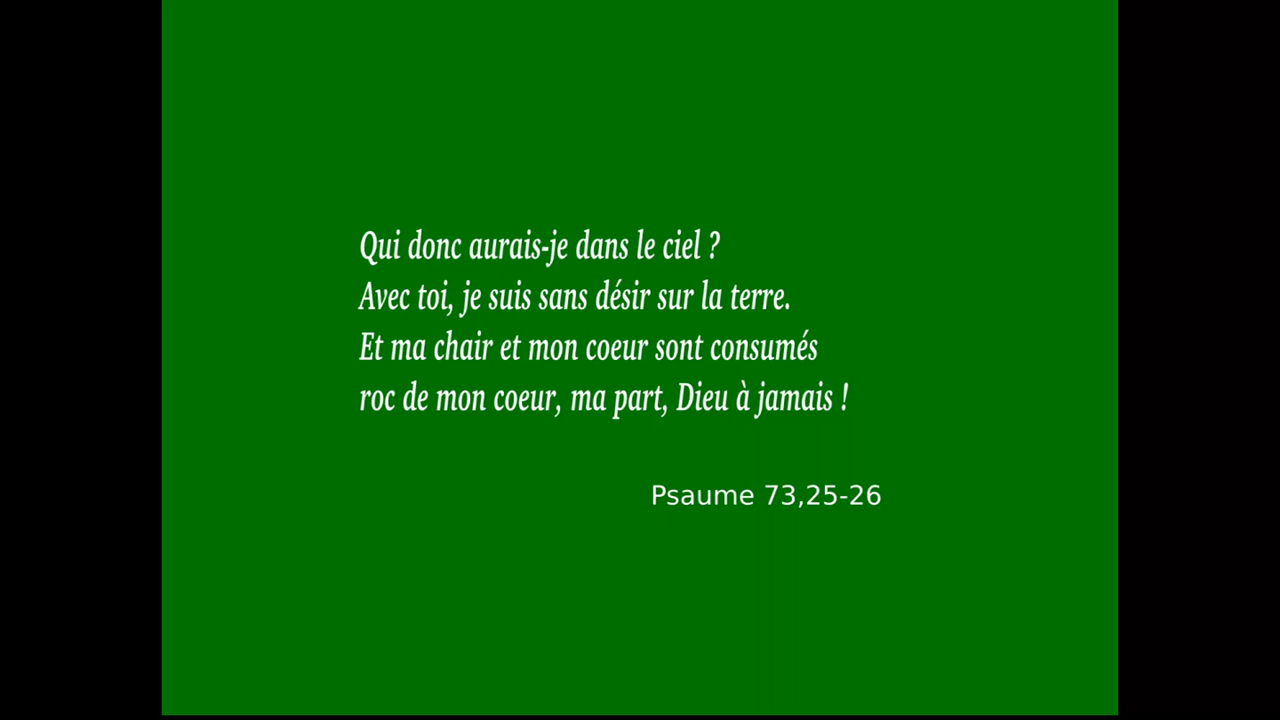 Qui donc aurais-je dans le ciel ?
Avec toi, je suis sans désir sur la terre.
Et ma chair et mon coeur sont consumés
roc de mon coeur, ma part, Dieu à jamais !
Psaume 73,25-26